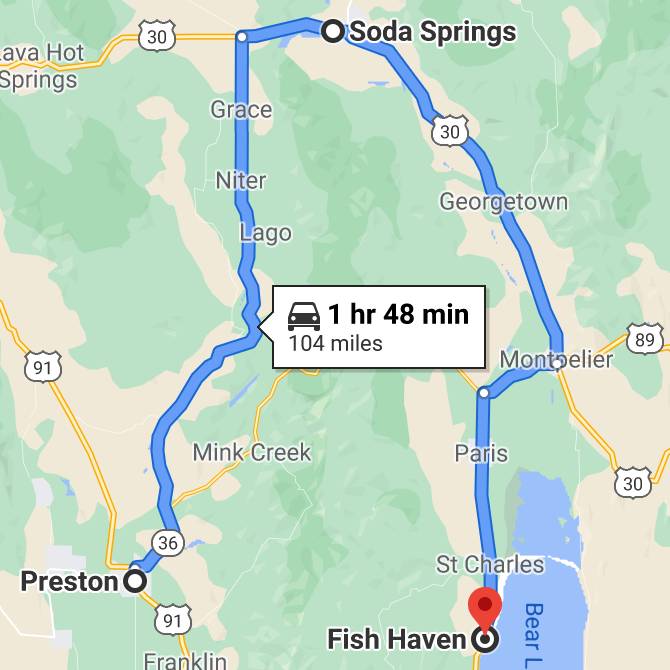 30
Soda Springs
Lava Hot
Springs
Grace
30
Niter
Georgetown
Lago
1 hr 48 min
104 miles
89
91
Montpelier
Mink Creek
Paris
30
36
St Charles
Preston
91
Fish Haven
Bear L
Franklin